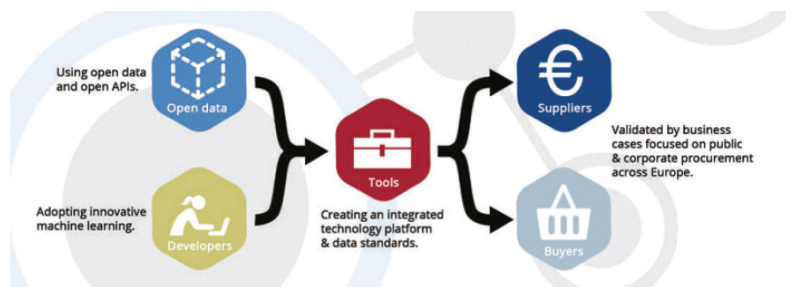 Using open data
and open APIs.
Open data
Adopting innovative
machine learning.
Developers
Tools
Creating an integrated
technology platform
& data standards.
€
Suppliers
Validated by business
cases focused on public
& corporate procurement
across Europe.
Buyers